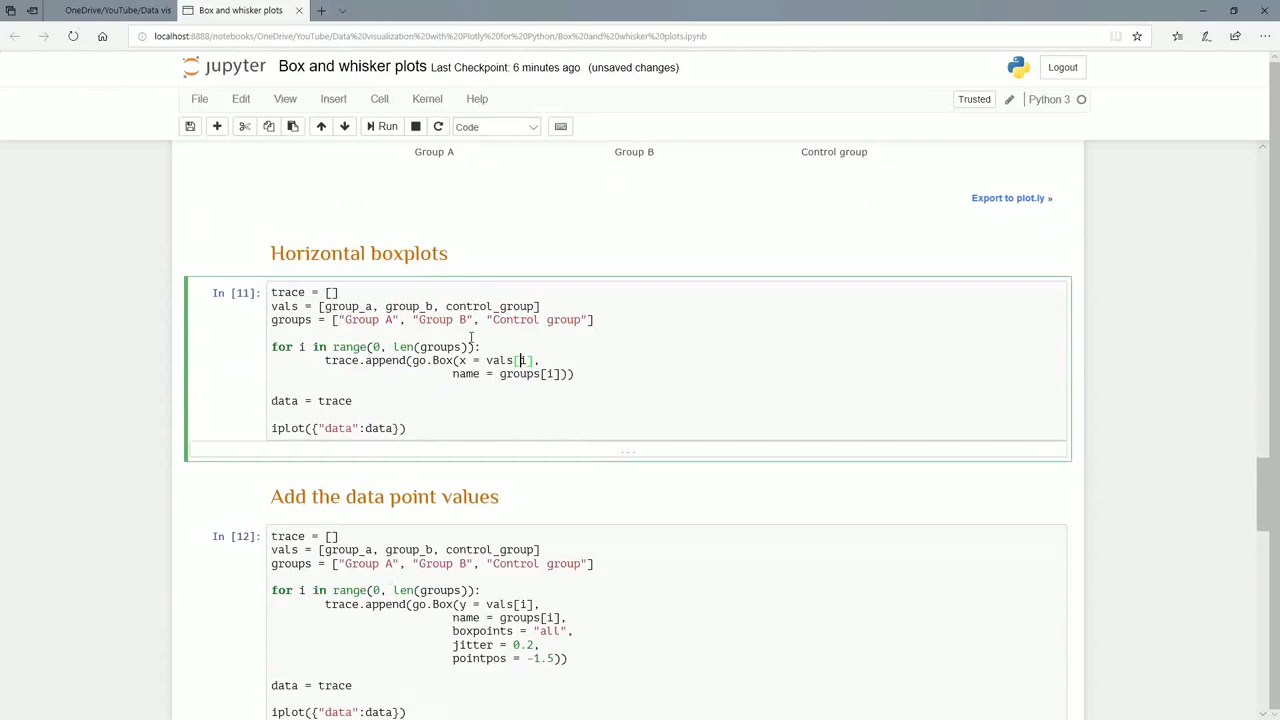 OneDrive/YouTube/Data vis
Box and whisker plots
localhost:8888/notebooks/OneDrive/YouTube/Data%20visualization%20with%20Plotly%20for%20Python/Box%20and%20whisker%20plots.ipynb
jupyter Box and whisker plots Last Checkpoint: 6 minutes ago (unsaved changes)
Logout
File Edit View Insert Cell Kernel Help
Trusted
Python 3
Run
Code
Group A Group B Control group
Export to plot.ly »
Horizontal boxplots
In [11]: trace = []
vals = [group_a, group_b, control_group]
groups = ["Group A", "Group B", "Control group"]
for i in range(0, len(groups)):
trace.append(go.Box(x = vals[i],
name = groups[i]))
data = trace
iplot({"data":data})
...
Add the data point values
In [12]: trace = []
vals = [group_a, group_b, control_group]
groups = ["Group A", "Group B", "Control group"]
for i in range(0, len(groups)):
trace.append(go.Box(y = vals[i],
name = groups[i],
boxpoints = "all",
jitter = 0.2,
pointpos = -1.5))
data = trace
iplot({"data":data})